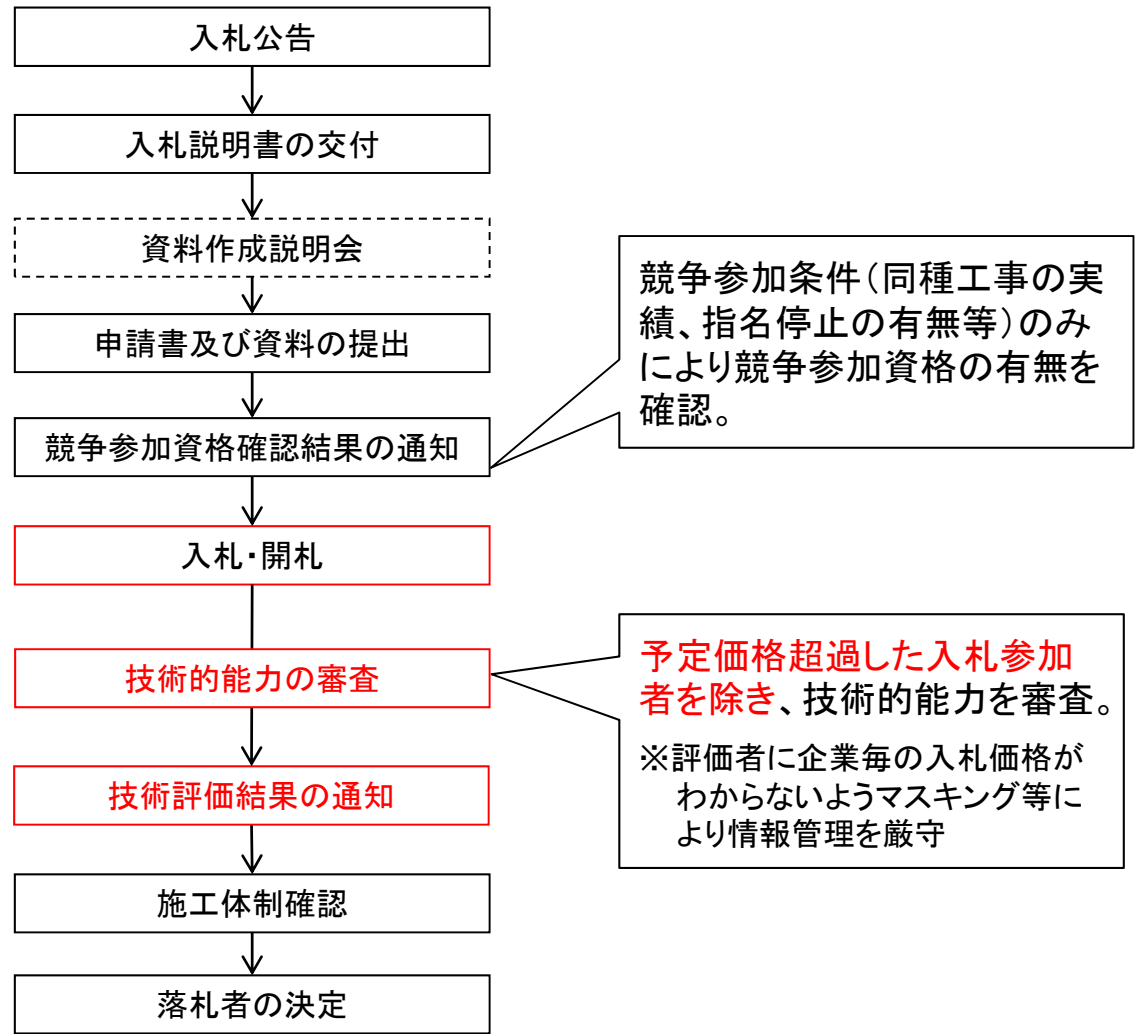 入札公告
入札説明書の交付
資料作成説明会
申請書及び資料の提出
競争参加資格確認結果の通知
競争参加条件（同種工事の実
績、指名停止の有無等）のみ
により競争参加資格の有無を
確認。
入札・開札
技術的能力の審査
予定価格超過した入札参加
者を除き、技術的能力を審査。
※評価者に企業毎の入札価格が
わからないようマスキング等に
より情報管理を厳守
技術評価結果の通知
施工体制確認
落札者の決定